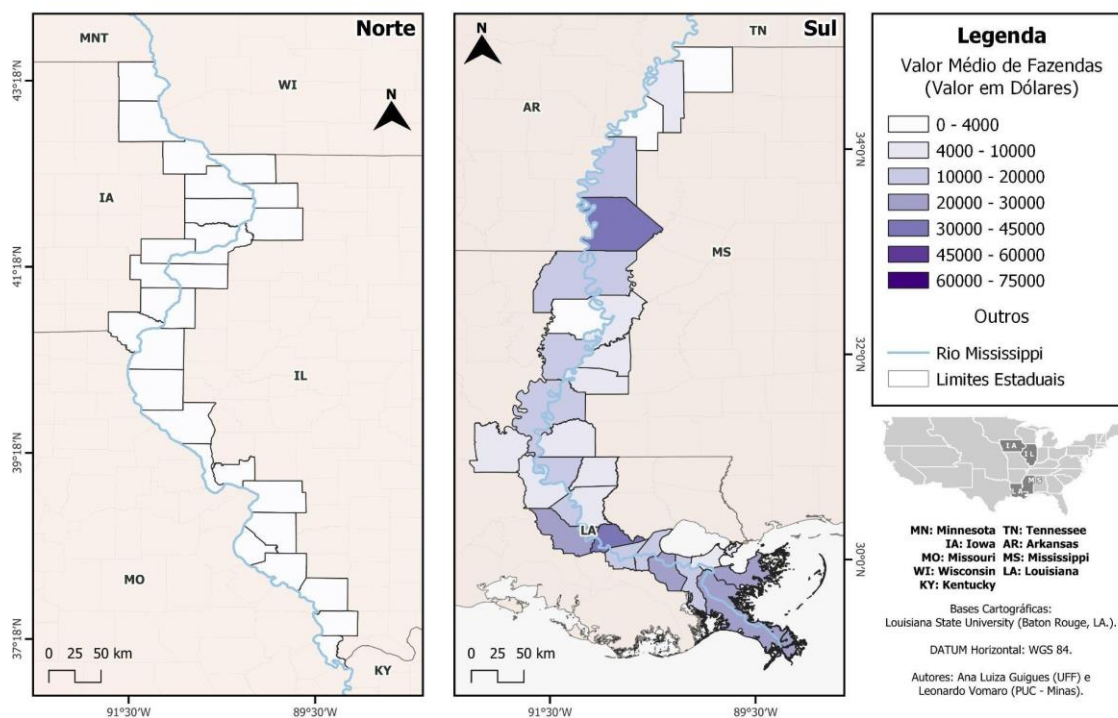 Norte
N
MNT
WI
IA
IL
MO
KY
43°18'N
41°18'N
39°18'N
37°18'N
0 25 50 km
91°30'W 89°30'W
Sul
N
TN
AR
MS
LA
34°0'N
32°0'N
30°0'N
0 25 50 km
91°30'W 89°30'W
Legenda
Valor Médio de Fazendas
(Valor em Dólares)
0 - 4000
4000 - 10000
10000 - 20000
20000 - 30000
30000 - 45000
45000 - 60000
60000 - 75000
Outros
Rio Mississippi
Limites Estaduais
IA
IL
MS
LA
MN: Minnesota TN: Tennessee
IA: Iowa AR: Arkansas
MO: Missouri MS: Mississippi
WI: Wisconsin LA: Louisiana
KY: Kentucky
Bases Cartográficas:
Louisiana State University (Baton Rouge, LA.).
DATUM Horizontal: WGS 84.
Autores: Ana Luiza Guigues (UFF) e
Leonardo Vomaro (PUC - Minas).